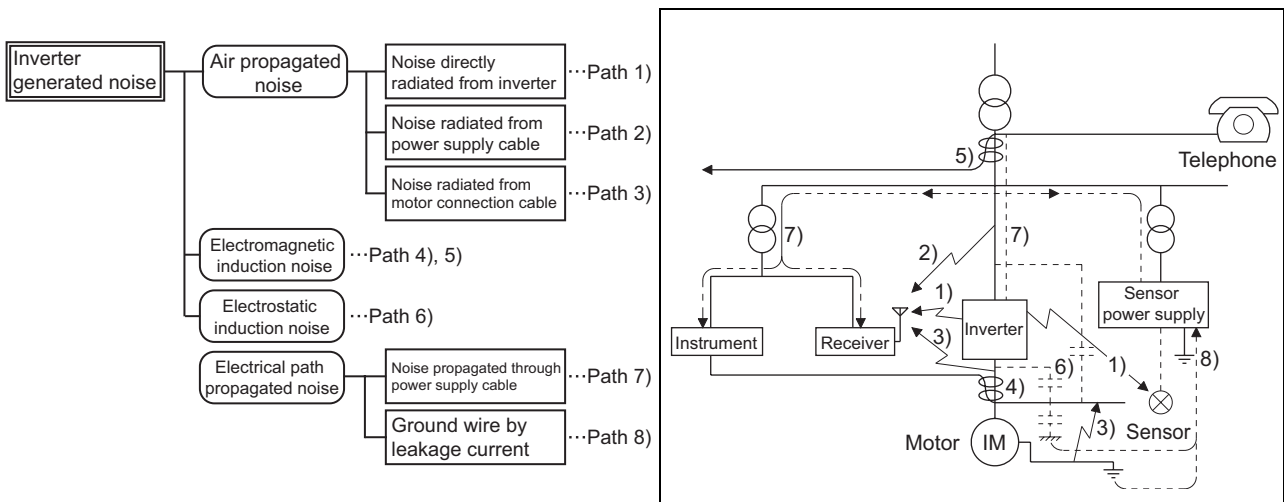 Inverter
generated noise
Air propagated
noise
Noise directly
radiated from inverter
···Path 1)
Noise radiated from
power supply cable
···Path 2)
Noise radiated from
motor connection cable
···Path 3)
Electromagnetic
induction noise
···Path 4), 5)
Electrostatic
induction noise
···Path 6)
Electrical path
propagated noise
Noise propagated through
power supply cable
···Path 7)
Ground wire by
leakage current
···Path 8)
Telephone
5)
7)
7)
2)
1)
3)
Instrument
Receiver
Inverter
Sensor
power supply
1)
8)
6)
4)
3)
Sensor
Motor
IM